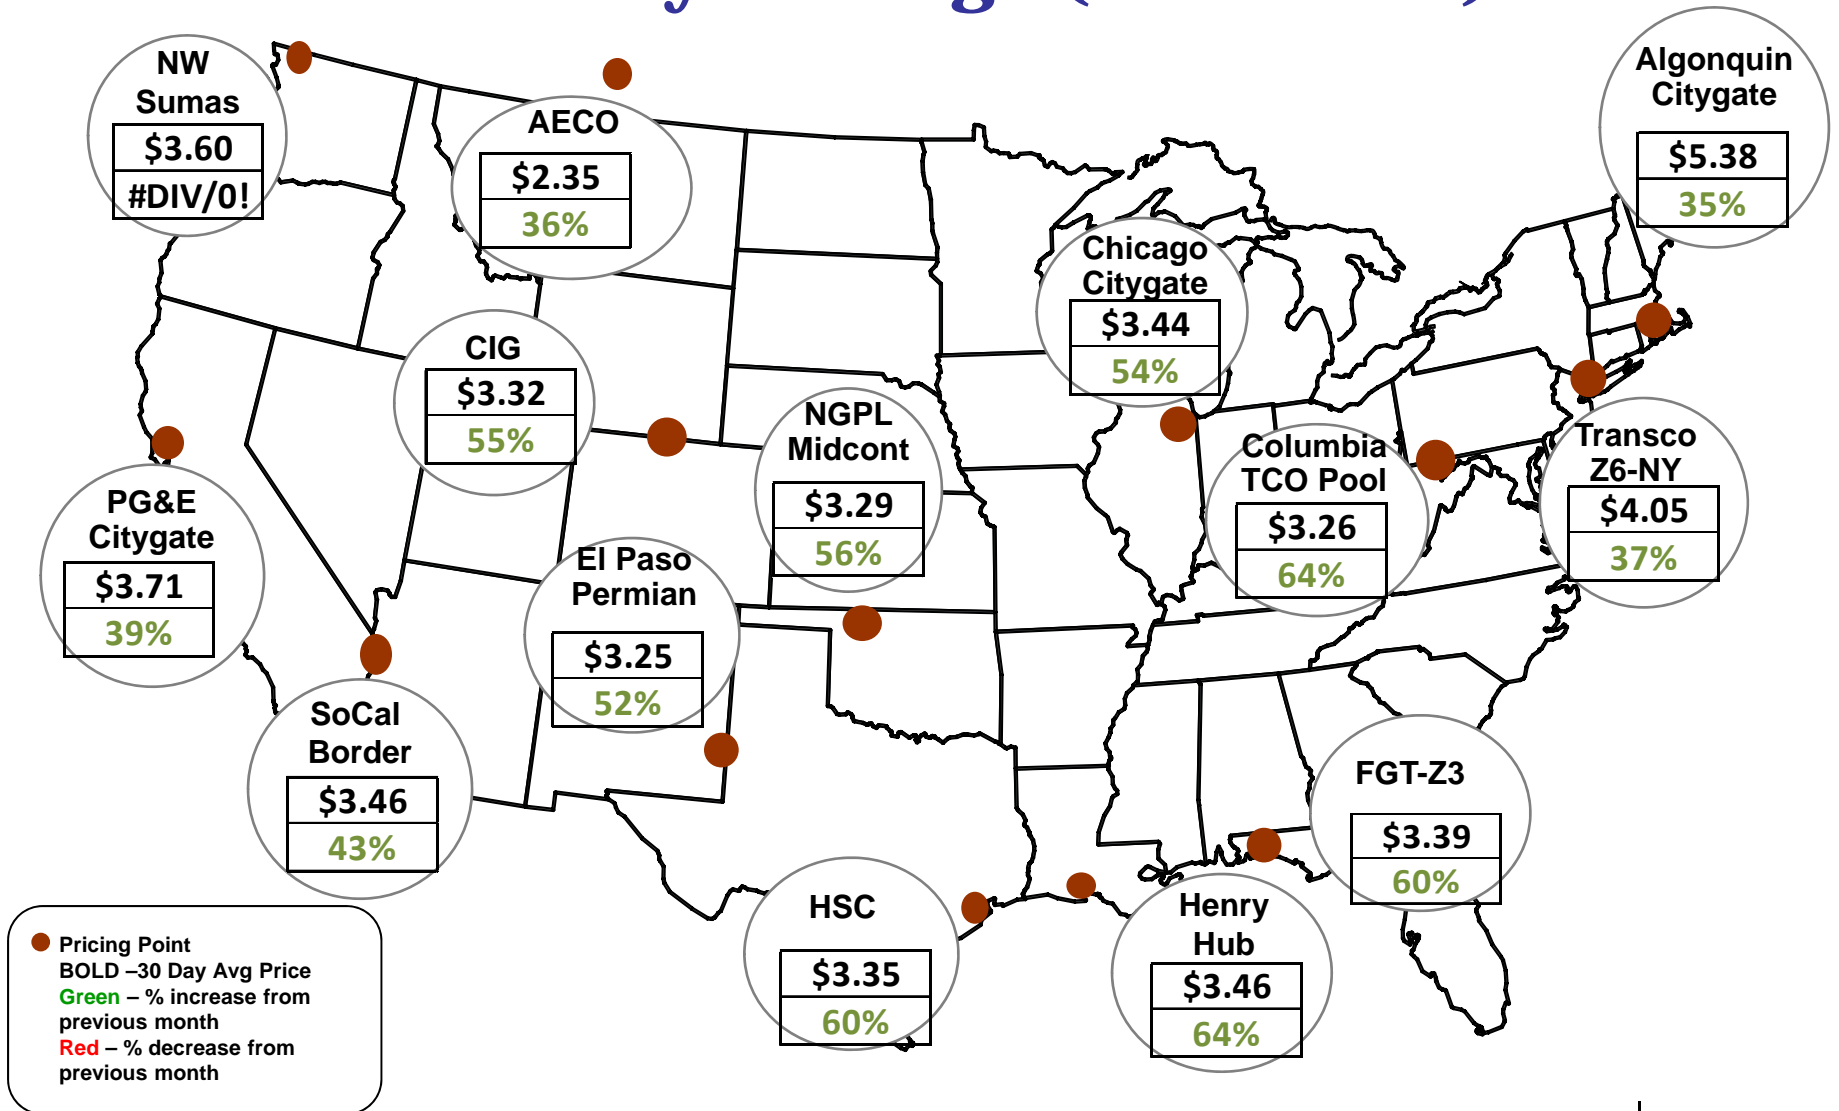 NW
Sumas
$3.60
#DIV/0!
AECO
$2.35
36%
Algonquin
Citygate
$5.38
35%
Chicago
Citygate
$3.44
54%
CIG
$3.32
55%
NGPL
Midcont
$3.29
56%
Columbia
TCO Pool
$3.26
64%
Transco
Z6-NY
$4.05
37%
PG&E
Citygate
$3.71
39%
El Paso
Permian
$3.25
52%
SoCal
Border
$3.46
43%
FGT-Z3
$3.39
60%
HSC
$3.35
60%
Henry
Hub
$3.46
64%
Pricing Point
BOLD –30 Day Avg Price
Green – % increase from
previous month
Red – % decrease from
previous month